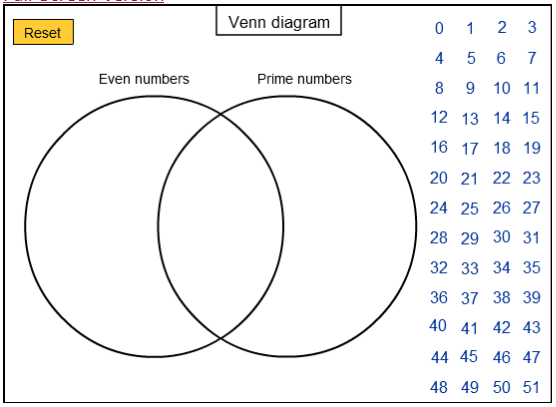 Full Screen Version
Venn diagram
Reset
Even numbers Prime numbers
0 1 2 3
4 5 6 7
8 9 10 11
12 13 14 15
16 17 18 19
20 21 22 23
24 25 26 27
28 29 30 31
32 33 34 35
36 37 38 39
40 41 42 43
44 45 46 47
48 49 50 51